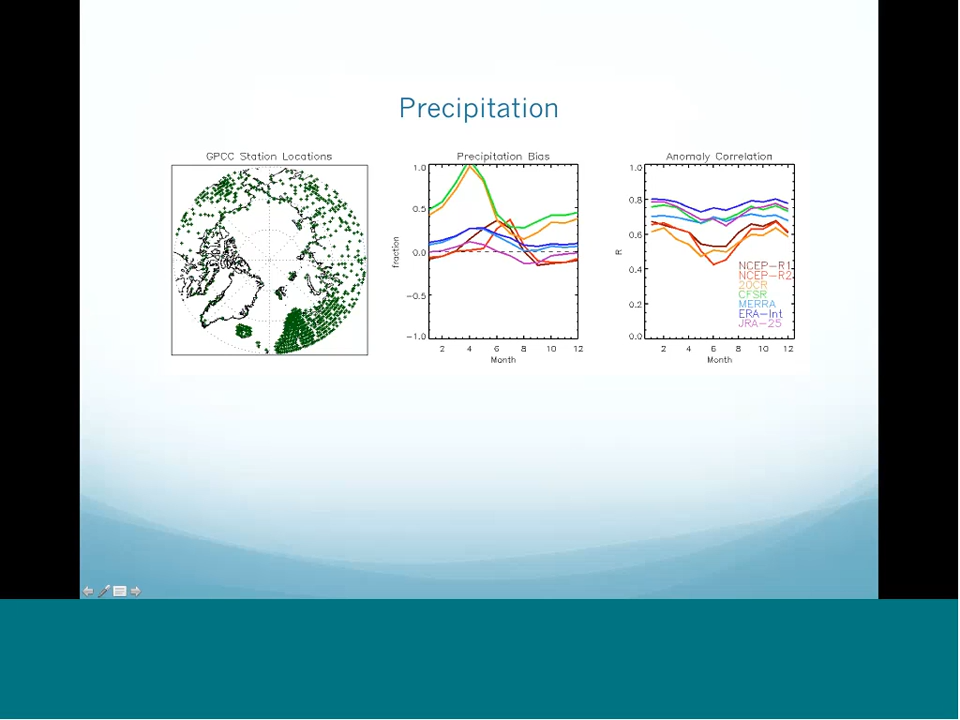 Precipitation
GPCC Station Locations
Precipitation Bias
1.0
0.5
0.0
−0.5
−1.0
fraction
2 4 6 8 10 12
Month
Anomaly Correlation
1.0
0.8
0.6
0.4
0.2
0.0
R
NCEP−R1
NCEP−R2
20CR
CFSR
MERRA
ERA−Int
JRA−25
2 4 6 8 10 12
Month